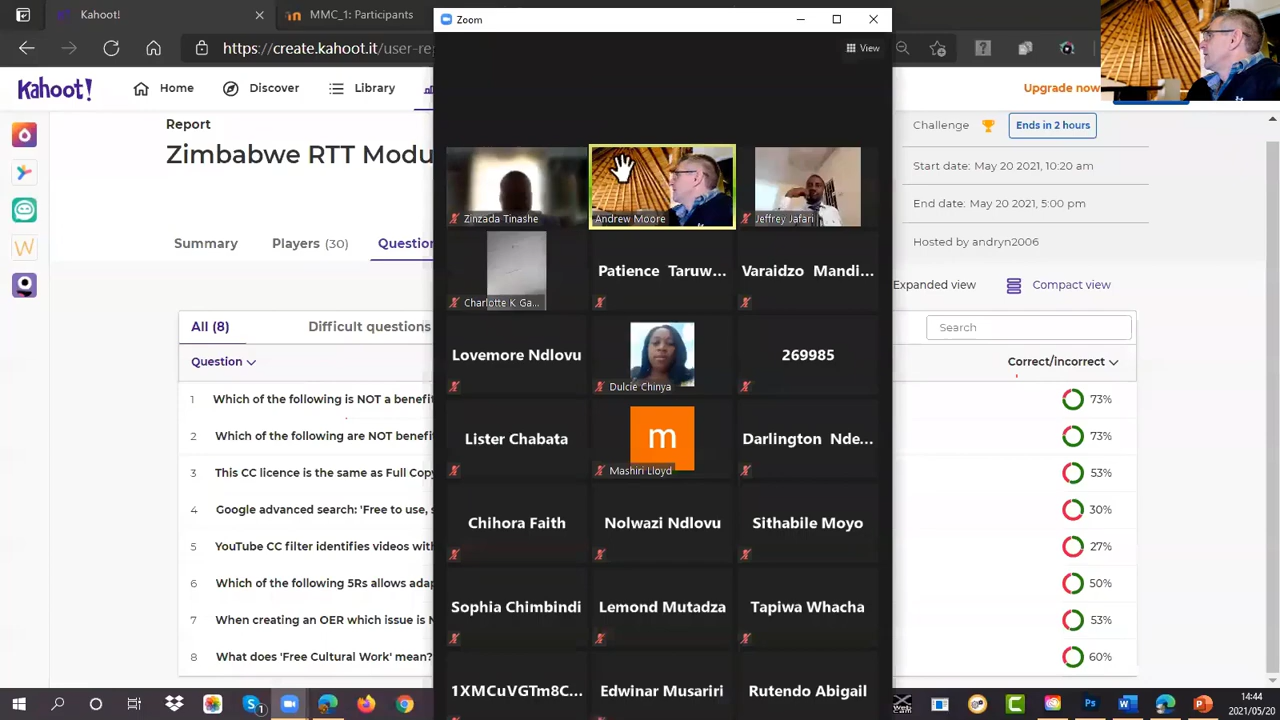 Kahoot!
MMC_1: Participants
Zoom
https://create.kahoot.it/user-re
View
Kahoot!
Home
Discover
Library
Upgrade now
Report
Challenge
Ends in 2 hours
Zimbabwe RTT Modu
Start date: May 20 2021, 10:20 am
End date: May 20 2021, 5:00 pm
Hosted by andryn2006
Summary
Players (30)
Question
Expanded view
Compact view
All (8)
Difficult questions
Search
Question
Correct/incorrect
1 Which of the following is NOT a benefi
73%
2 Which of the following are NOT benef
73%
3 This CC licence is the same as Full Cop
53%
4 Google advanced search: 'Free to use, s
30%
5 YouTube CC filter identifies videos with
27%
6 Which of the following 5Rs allows adap
50%
7 When creating an OER which issue is N
53%
8 What does 'Free Cultural Work' mean?
60%
Zinzada Tinashe
Andrew Moore
Jeffrey Jafari
Charlotte K Ga...
Patience Taruw...
Varaidzo Mandi...
Lovemore Ndlovu
Dulcie Chinya
269985
Lister Chabata
m
Mashiri Lloyd
Darlington Nde...
Chihora Faith
Nolwazi Ndlovu
Sithabile Moyo
Sophia Chimbindi
Lemond Mutadza
Tapiwa Whacha
1XMCuVGTm8C...
Edwinar Musariri
Rutendo Abigail
14:44
2021/05/20